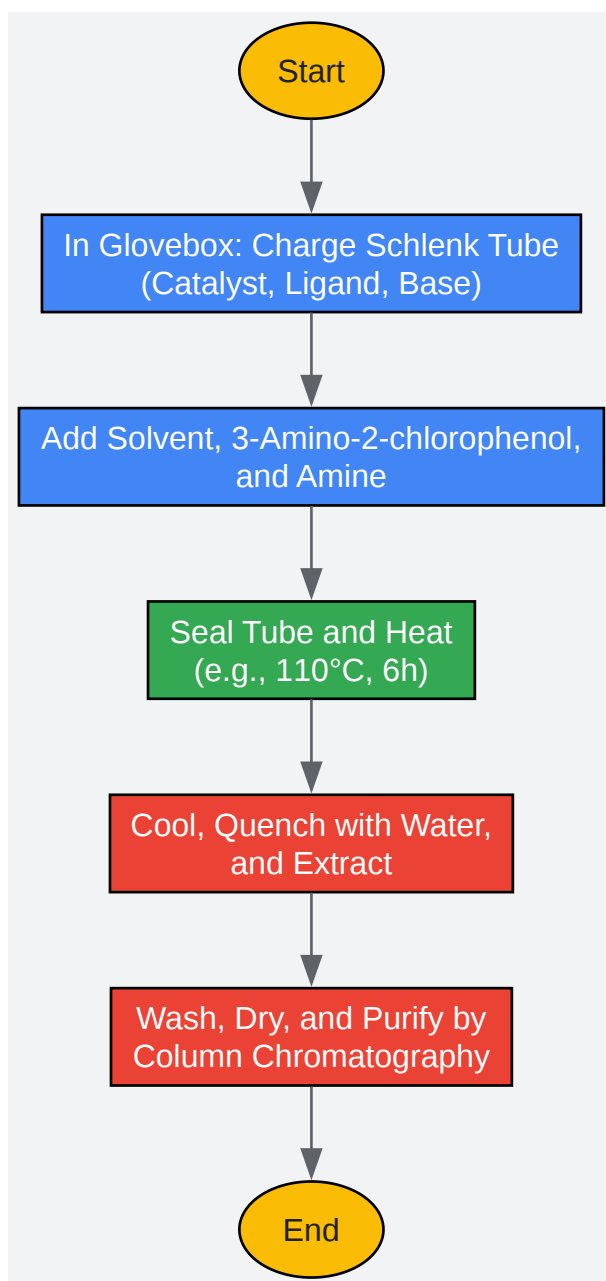 Start
In Glovebox: Charge Schlenk Tube
(Catalyst, Ligand, Base)
Add Solvent, 3-Amino-2-chlorophenol,
and Amine
Seal Tube and Heat
(e.g., 110°C, 6h)
Cool, Quench with Water,
and Extract
Wash, Dry, and Purify by
Column Chromatography
End